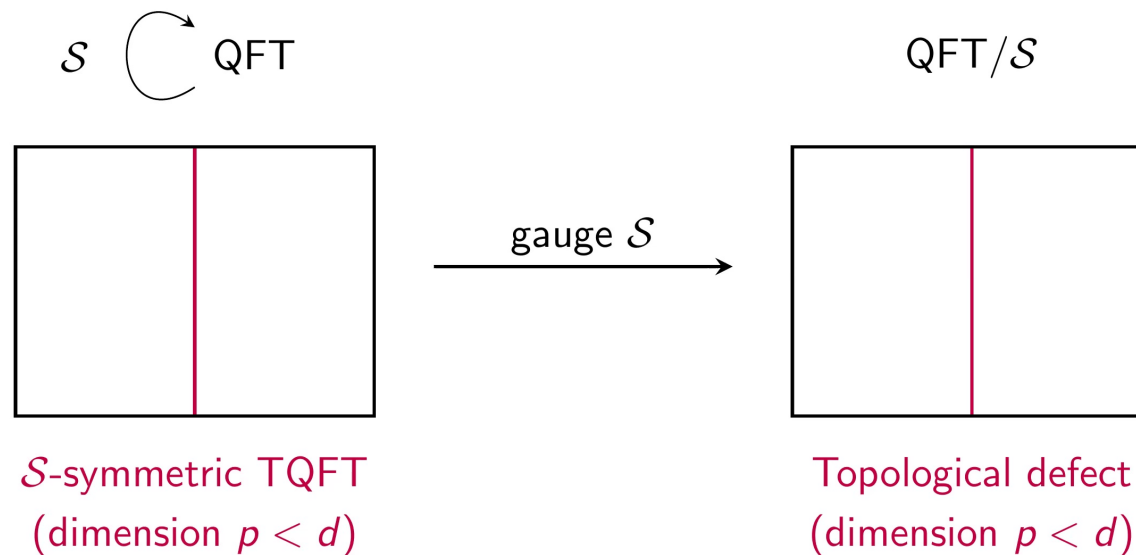 𝒮 QFT
QFT/𝒮
gauge 𝒮
𝒮-symmetric TQFT
(dimension p < d)
Topological defect
(dimension p < d)